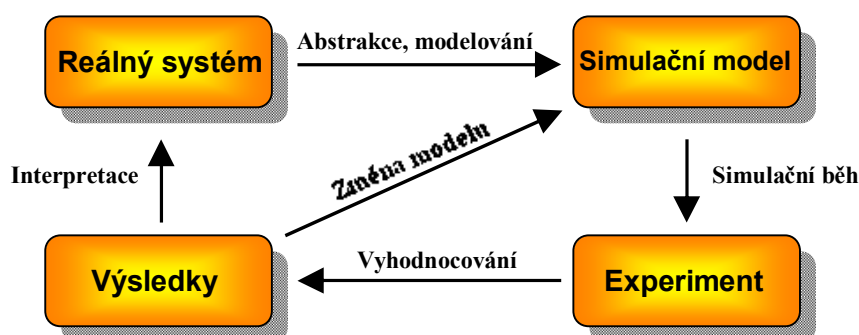 Reálný systém
Abstrakce, modelování
Simulační model
Interpretace
Změna modelu
Simulační běh
Výsledky
Vyhodnocování
Experiment